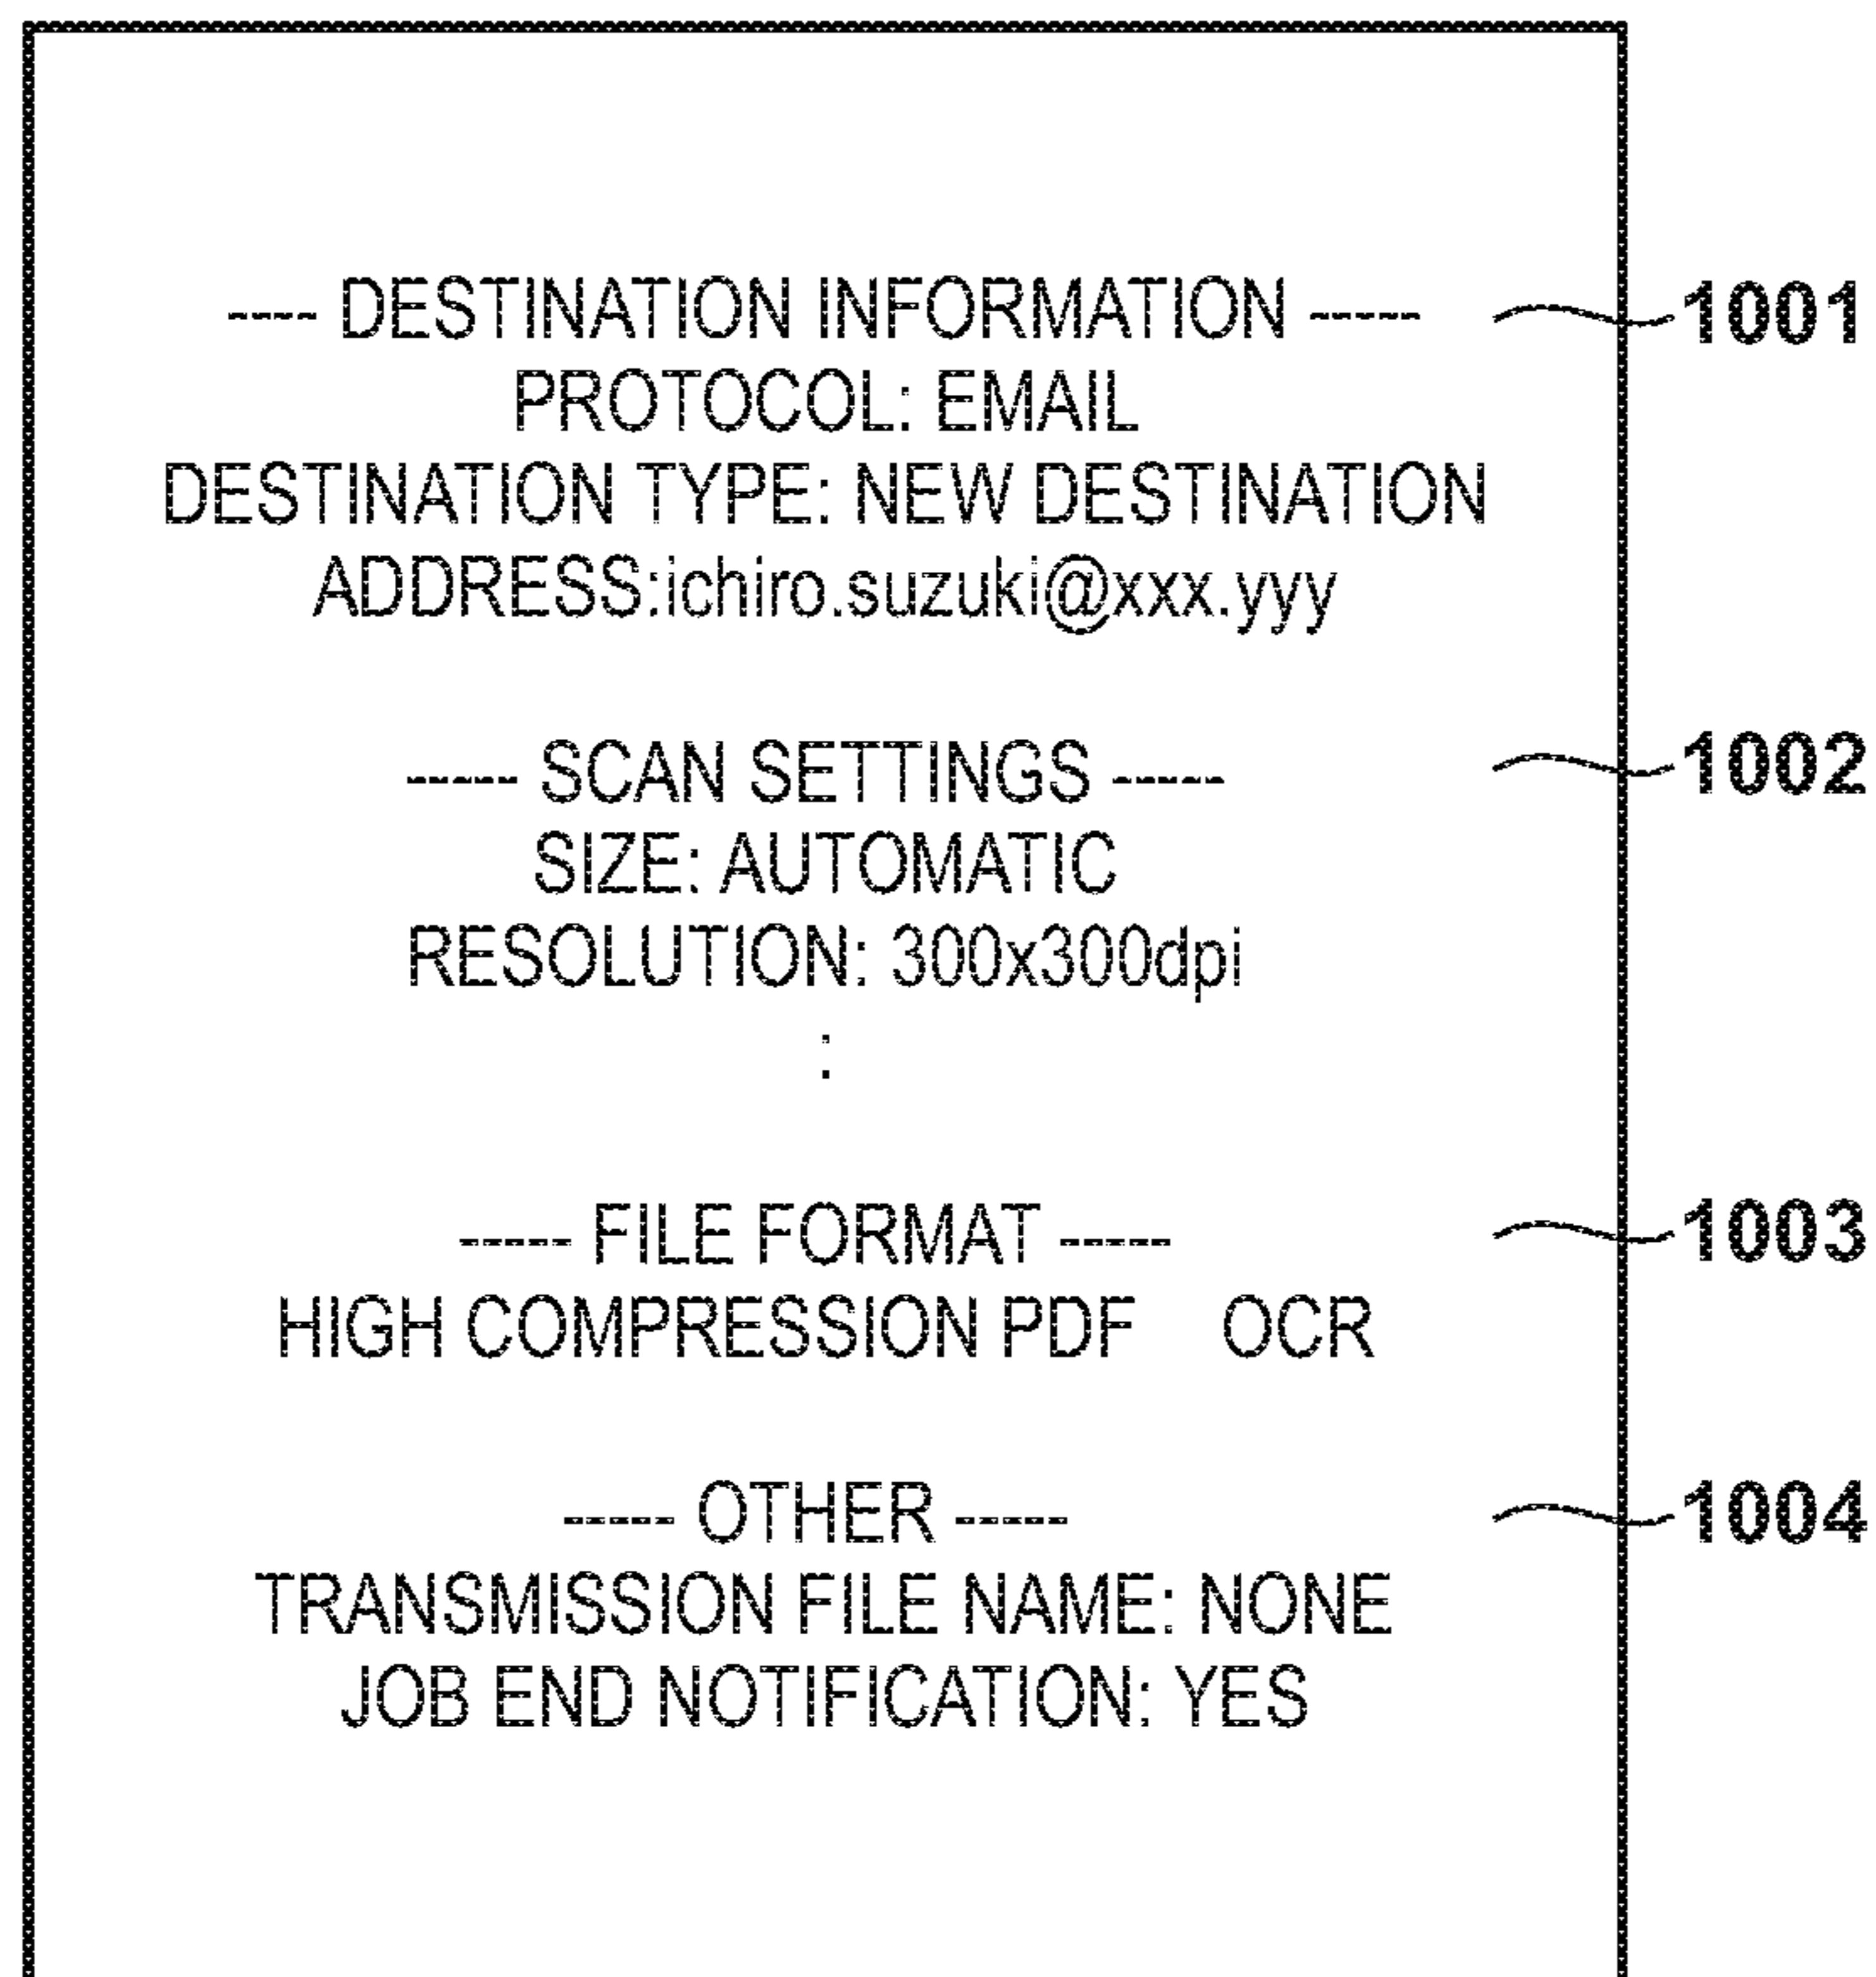 ---- DESTINATION INFORMATION ----- 1001
PROTOCOL: EMAIL
DESTINATION TYPE: NEW DESTINATION
ADDRESS:ichiro.suzuki@xxx.yyy
----- SCAN SETTINGS ----- 1002
SIZE: AUTOMATIC
RESOLUTION: 300x300dpi
:
----- FILE FORMAT ----- 1003
HIGH COMPRESSION PDF OCR
----- OTHER ----- 1004
TRANSMISSION FILE NAME: NONE
JOB END NOTIFICATION: YES